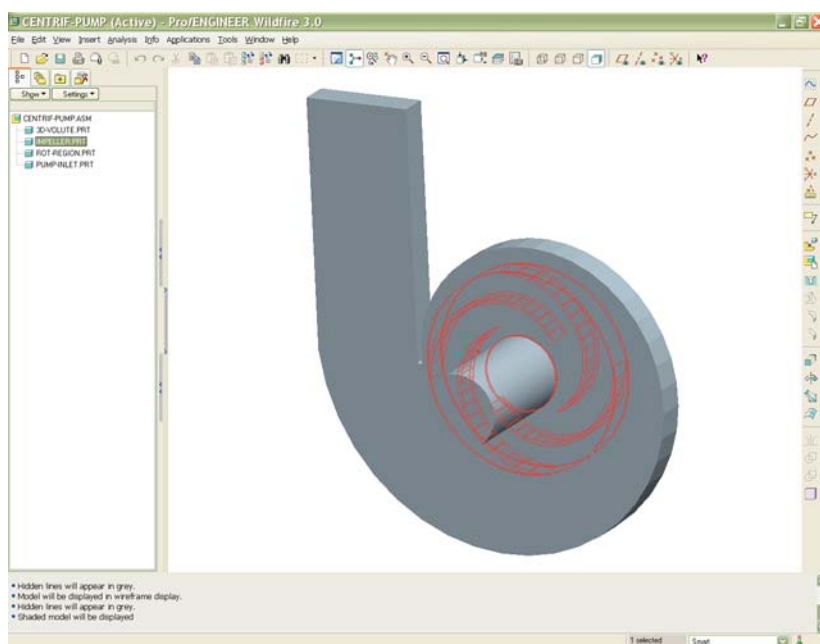 CENTRIF-PUMP (Active) - Pro/ENGINEER Wildfire 3.0
File Edit View Insert Analysis Info Applications Tools Window Help
Show Settings
CENTRIF-PUMP.ASM
3D-VOLUTE.PRT
IMPELLER.PRT
ROT-REGION.PRT
PUMP-INLET.PRT
• Hidden lines will appear in grey.
• Model will be displayed in wireframe display.
• Hidden lines will appear in grey.
• Shaded model will be displayed
1 selected Smart